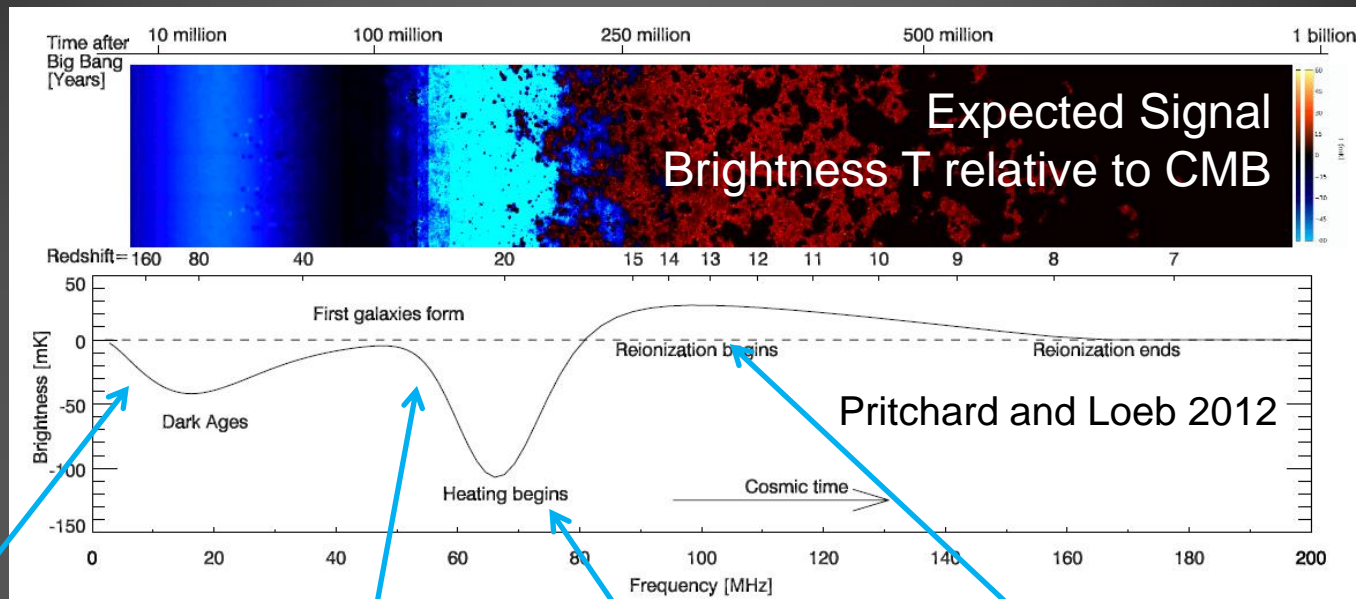 Time after
Big Bang
[Years]
10 million 100 million 250 million 500 million 1 billion
Expected Signal
Brightness T relative to CMB
Redshift= 160 80 40 20 15 14 13 12 11 10 9 8 7
50
0
-50
-100
-150
Brightness [mK]
First galaxies form
Dark Ages
Heating begins
Reionization begins
Reionization ends
Pritchard and Loeb 2012
Cosmic time
0 20 40 60 80 100 120 140 160 180 200
Frequency [MHz]